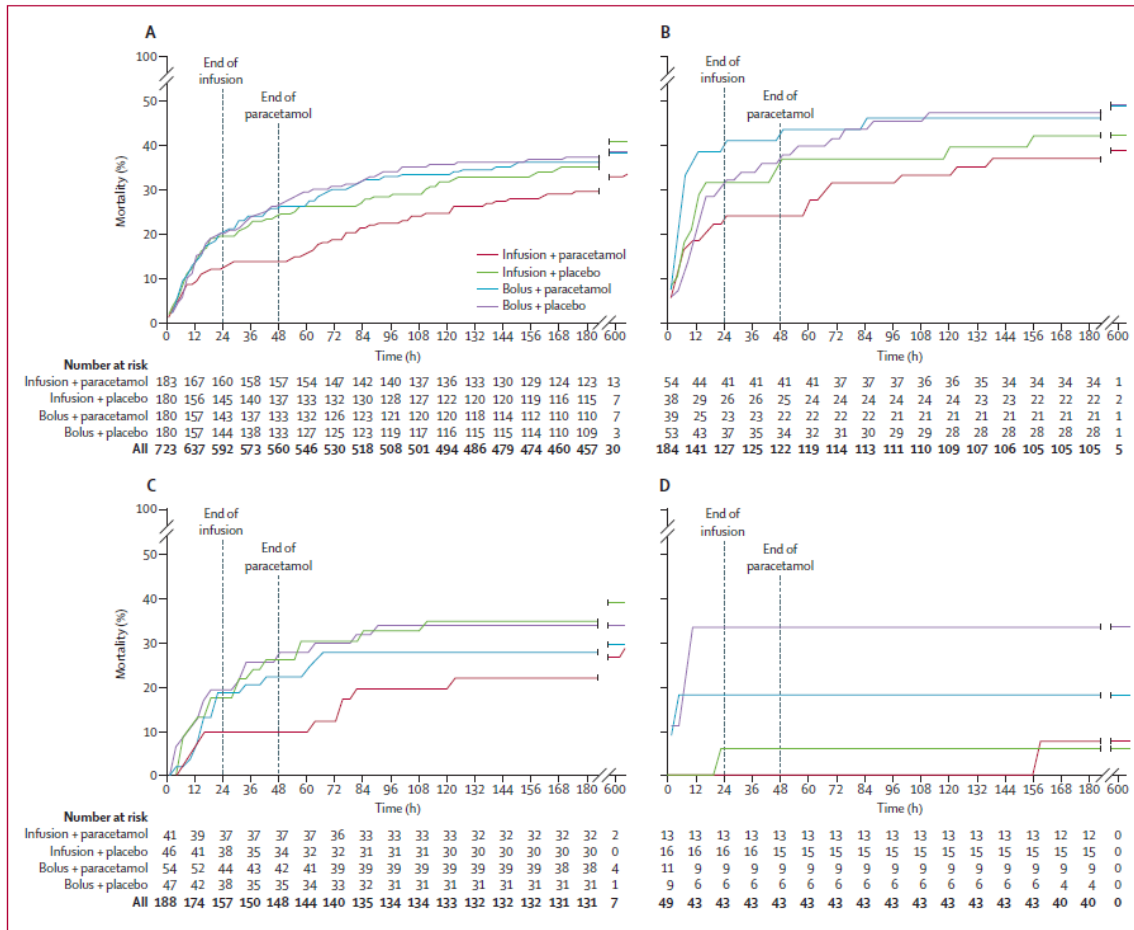 A
B
100
End of
infusion
End of
paracetamol
50
40
30
20
10
0
Mortality (%)
Infusion + paracetamol
Infusion + placebo
Bolus + paracetamol
Bolus + placebo
0 12 24 36 48 60 72 84 96 108 120 132 144 156 168 180 600
Time (h)
End of
infusion
End of
paracetamol
0 12 24 36 48 60 72 84 96 108 120 132 144 156 168 180 600
Time (h)
Number at risk
Infusion + paracetamol 183 167 160 158 157 154 147 142 140 137 136 133 130 129 124 123 13 54 44 41 41 41 41 37 37 37 36 36 35 34 34 34 34 1
Infusion + placebo 180 156 145 140 137 133 132 130 128 127 122 120 120 119 116 115 7 38 29 26 26 25 24 24 24 24 24 24 23 23 22 22 22 2
Bolus + paracetamol 180 157 143 137 133 132 126 123 121 120 120 118 114 112 110 110 7 39 25 23 23 22 22 22 22 21 21 21 21 21 21 21 21 1
Bolus + placebo 180 157 144 138 133 127 125 123 119 117 116 115 115 114 110 109 3 53 43 37 35 34 32 31 30 29 29 28 28 28 28 28 28 1
All 723 637 592 573 560 546 530 518 508 501 494 486 479 474 460 457 30 184 141 127 125 122 119 114 113 111 110 109 107 106 105 105 105 5
C
D
100
End of
infusion
End of
paracetamol
50
40
30
20
10
0
Mortality (%)
0 12 24 36 48 60 72 84 96 108 120 132 144 156 168 180 600
Time (h)
End of
infusion
End of
paracetamol
0 12 24 36 48 60 72 84 96 108 120 132 144 156 168 180 600
Time (h)
Number at risk
Infusion + paracetamol 41 39 37 37 37 37 36 33 33 33 33 32 32 32 32 32 2 13 13 13 13 13 13 13 13 13 13 13 13 13 13 12 12 0
Infusion + placebo 46 41 38 35 34 32 32 31 31 31 30 30 30 30 30 30 0 16 16 16 16 15 15 15 15 15 15 15 15 15 15 15 15 0
Bolus + paracetamol 54 52 44 43 42 41 39 39 39 39 39 39 39 39 38 38 4 11 9 9 9 9 9 9 9 9 9 9 9 9 9 9 9 0
Bolus + placebo 47 42 38 35 35 34 33 32 31 31 31 31 31 31 31 31 1 9 6 6 6 6 6 6 6 6 6 6 6 6 6 4 4 0
All 188 174 157 150 148 144 140 135 134 134 133 132 132 132 131 131 7 49 43 43 43 43 43 43 43 43 43 43 43 43 43 40 40 0